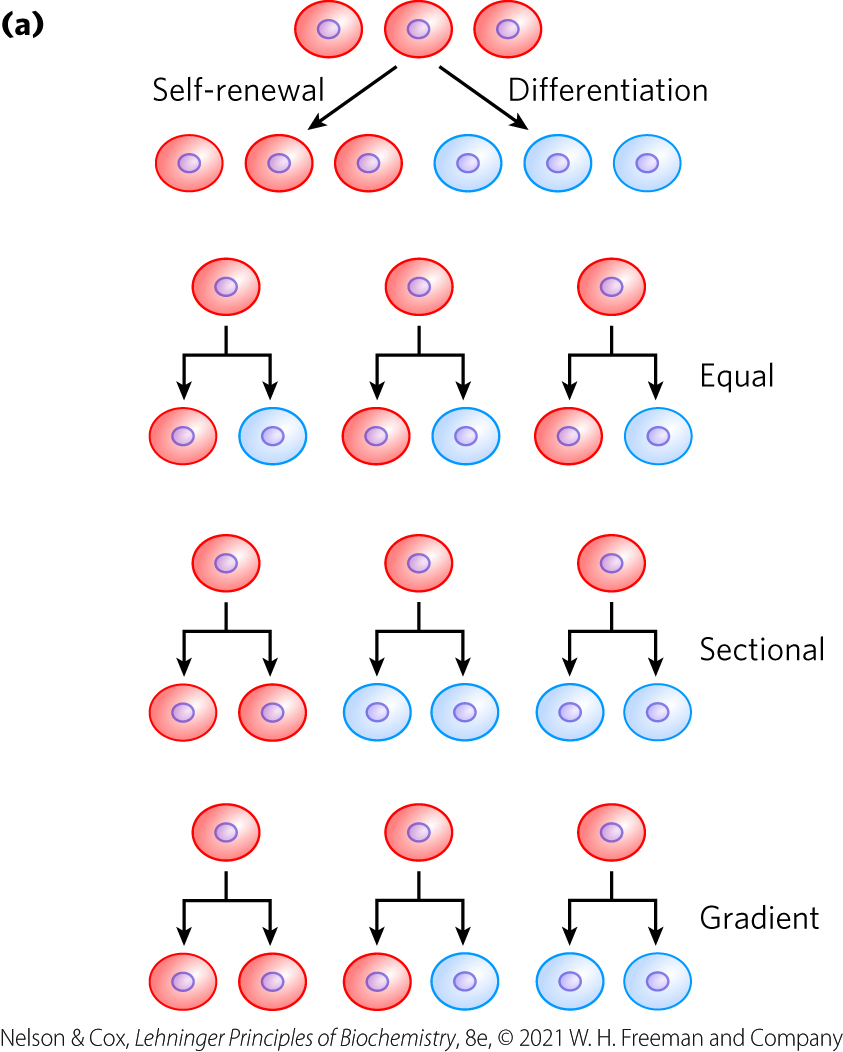 (a)
Self-renewal
Differentiation
Equal
Sectional
Gradient
Nelson & Cox, Lehninger Principles of Biochemistry, 8e, © 2021 W. H. Freeman and Company